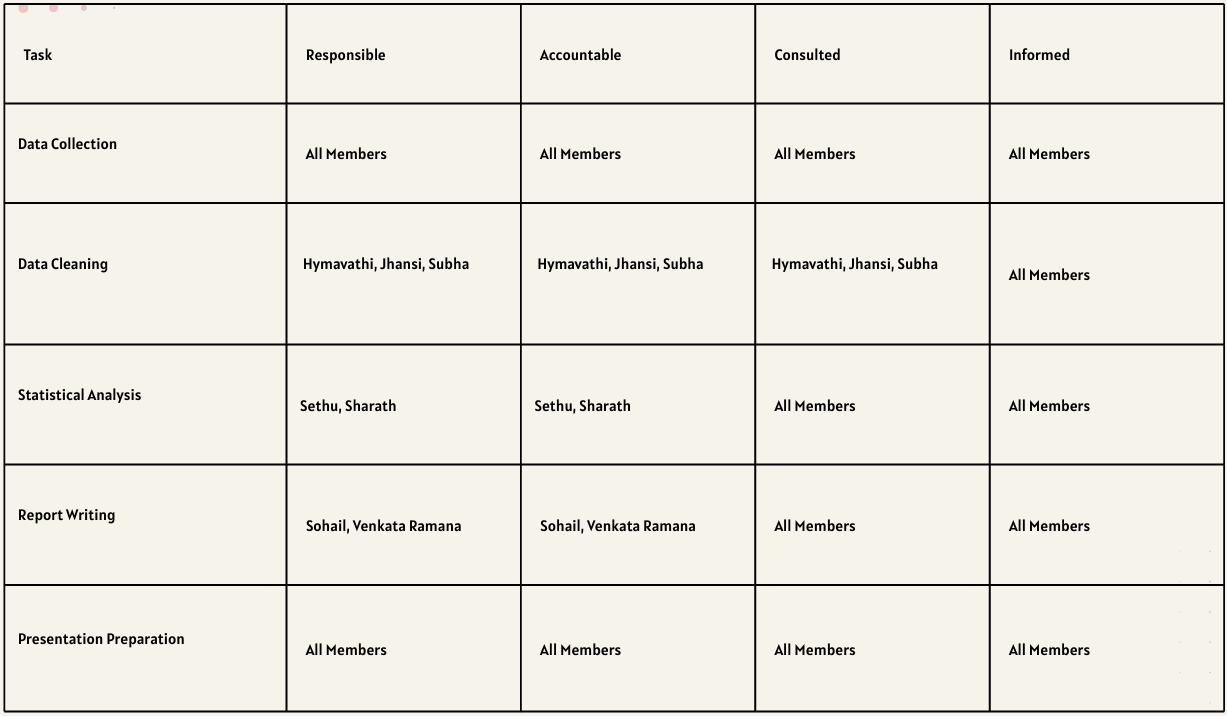 Task Responsible Accountable Consulted Informed
Data Collection All Members All Members All Members All Members
Data Cleaning Hymavathi, Jhansi, Subha Hymavathi, Jhansi, Subha Hymavathi, Jhansi, Subha All Members
Statistical Analysis Sethu, Sharath Sethu, Sharath All Members All Members
Report Writing Sohail, Venkata Ramana Sohail, Venkata Ramana All Members All Members
Presentation Preparation All Members All Members All Members All Members